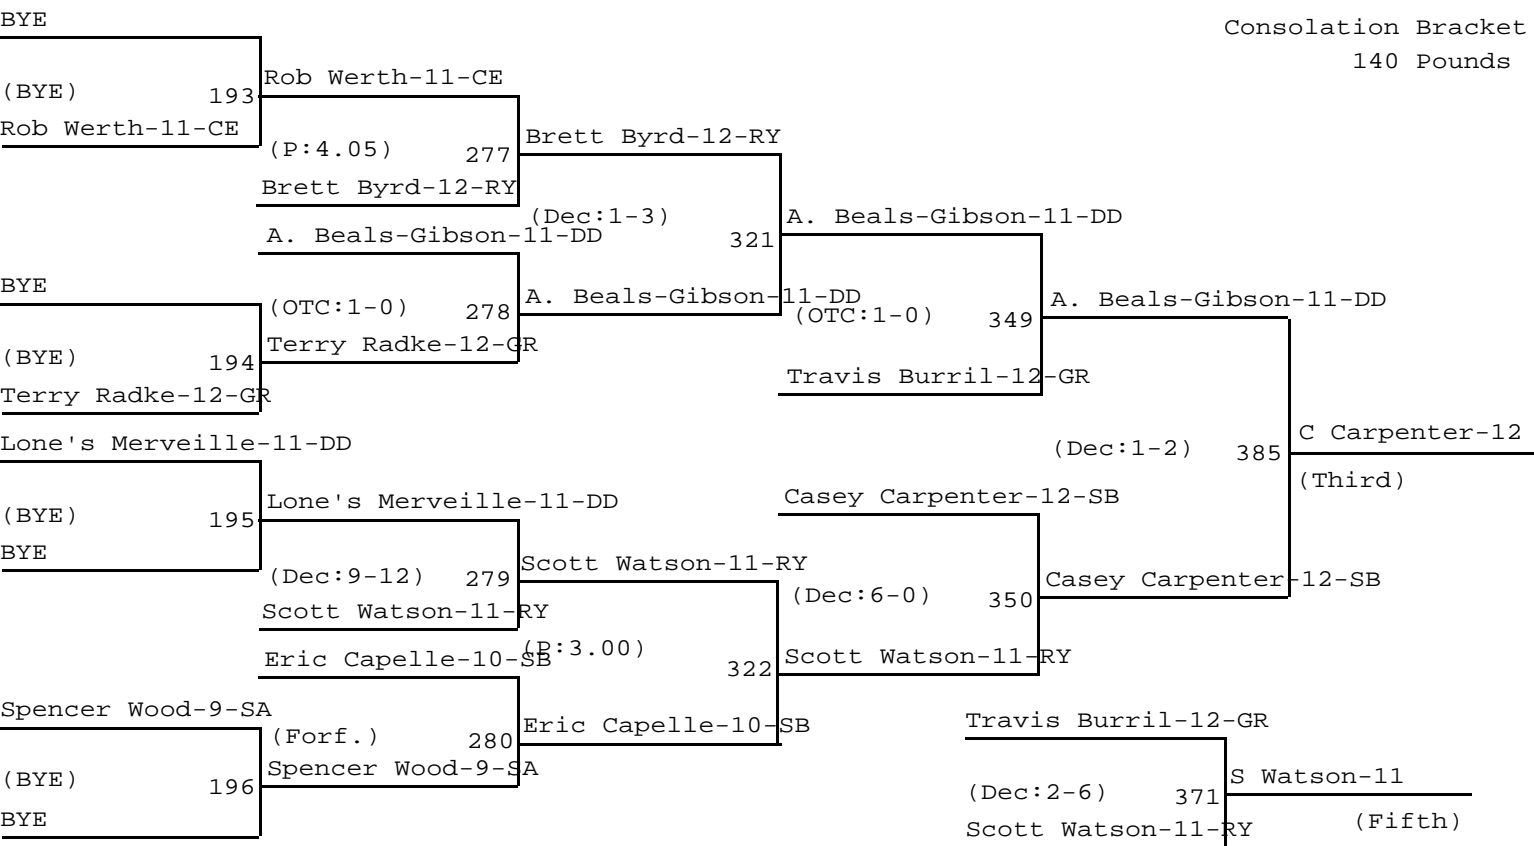 BYE
Consolation Bracket
140 Pounds
Rob Werth-11-CE
(BYE)
193
Rob Werth-11-CE
Brett Byrd-12-RY
(P:4.05)
277
Brett Byrd-12-RY
(Dec:1-3)
A. Beals-Gibson-11-DD
321
A. Beals-Gibson-11-DD
BYE
A. Beals-Gibson-11-DD
A. Beals-Gibson-11-DD
(OTC:1-0)
278
(OTC:1-0)
349
Terry Radke-12-GR
(BYE)
194
Travis Burril-12-GR
Terry Radke-12-GR
C Carpenter-12
Lone's Merveille-11-DD
(Dec:1-2)
385
(Third)
Casey Carpenter-12-SB
Lone's Merveille-11-DD
(BYE)
195
BYE
Scott Watson-11-RY
(Dec:9-12)
279
Casey Carpenter-12-SB
(Dec:6-0)
350
Scott Watson-11-RY
(P:3.00)
Eric Capelle-10-SB
322
Scott Watson-11-RY
Spencer Wood-9-SA
Travis Burril-12-GR
Eric Capelle-10-SB
(Forf.)
280
Spencer Wood-9-SA
S Watson-11
(BYE)
196
(Dec:2-6)
371
BYE
(Fifth)
Scott Watson-11-RY